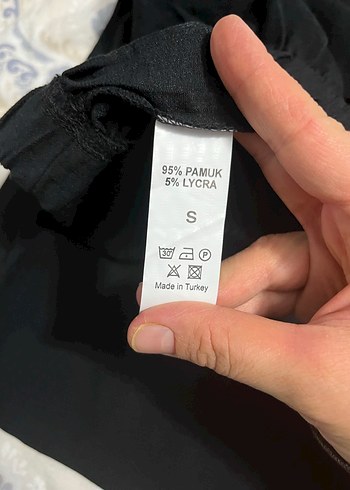 95% PAMUK
5% LYCRA
S
30° P
Made in Turkey